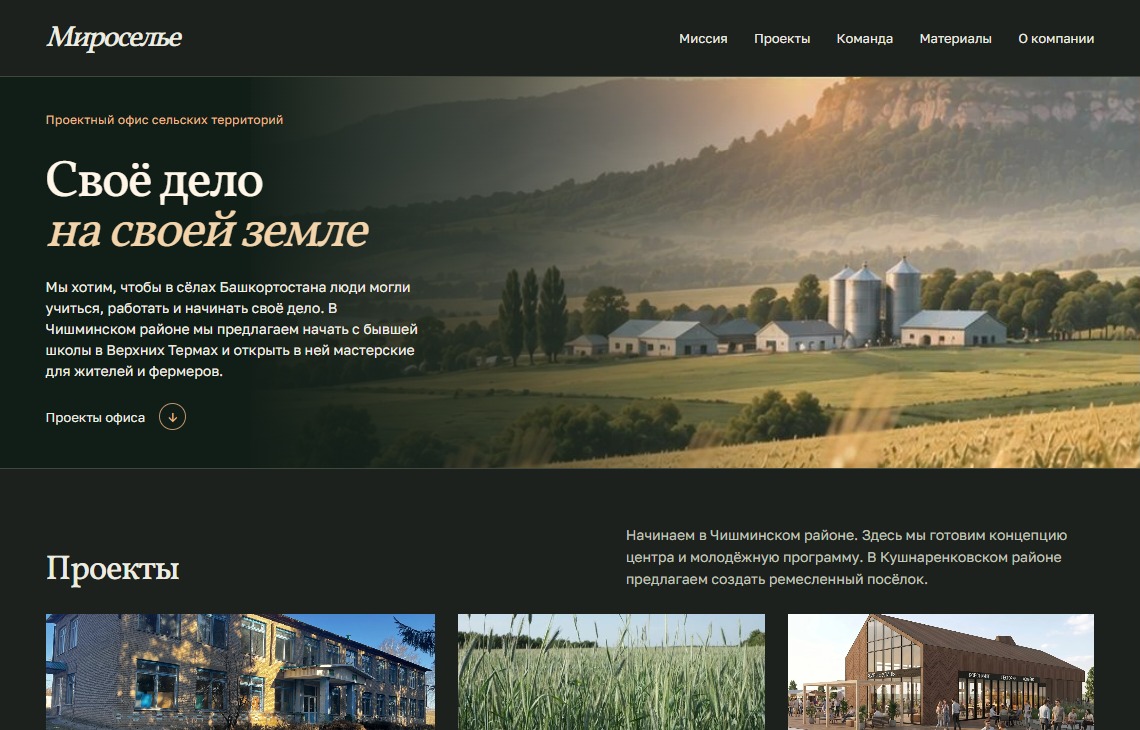 Мироселье
Миссия
Проекты
Команда
Материалы
О компании
Проектный офис сельских территорий
Своё дело
на своей земле
Мы хотим, чтобы в сёлах Башкортостана люди могли
учиться, работать и начинать своё дело. В
Чишминском районе мы предлагаем начать с бывшей
школы в Верхних Термах и открыть в ней мастерские
для жителей и фермеров.
Проекты офиса
Проекты
Начинаем в Чишминском районе. Здесь мы готовим концепцию
центра и молодёжную программу. В Кушнаренковском районе
предлагаем создать ремесленный посёлок.